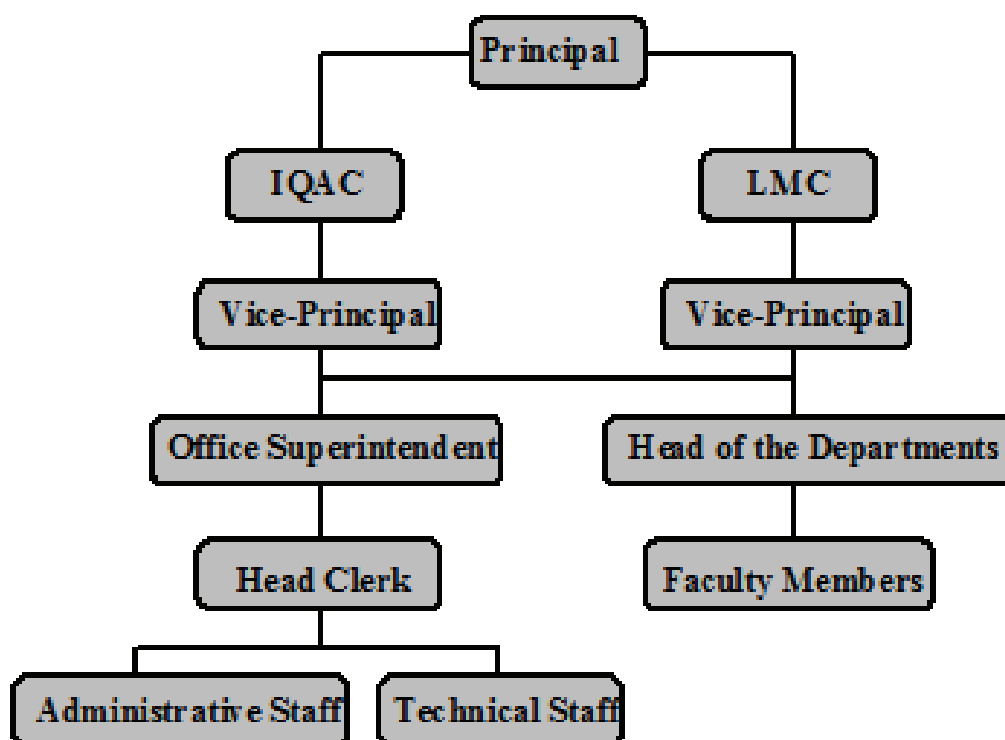 Principal
IQAC
LMC
Vice-Principal
Vice-Principal
Office Superintendent
Head of the Departments
Head Clerk
Faculty Members
Administrative Staff
Technical Staff